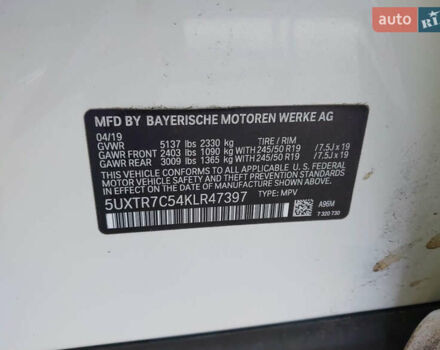 auto RIA
MFD BY BAYERISCHE MOTOREN WERKE AG
04/19
GVWR 5137 lbs 2330 kg TIRE / RIM
GAWR FRONT 2403 lbs 1090 kg WITH 245/50 R19 /7.5J x 19
GAWR REAR 3009 lbs 1365 kg WITH 245/50 R19 /7.5J x 19
THIS VEHICLE CONFORMS TO ALL APPLICABLE U.S. FEDERAL
MOTOR VEHICLE SAFETY, BUMPER, AND THEFT PREVENTION
STANDARDS IN EFFECT ON THE DATE OF MANUFACTURE
SHOWN ABOVE.
5UXTR7C54KLR47397 TYPE: MPV
A96M
7 320 730